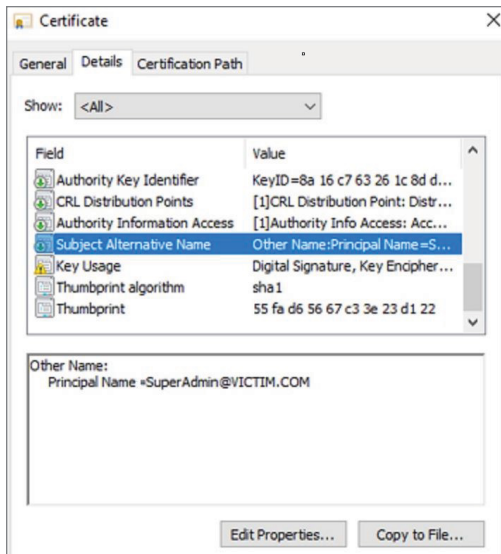 Certificate
General Details Certification Path
Show: <All>
Field Value
Authority Key Identifier KeyID=8a 16 c7 63 26 1c 8d d...
CRL Distribution Points [1]CRL Distribution Point: Distr...
Authority Information Access [1]Authority Info Access: Acc...
Subject Alternative Name Other Name:Principal Name=S...
Key Usage Digital Signature, Key Encipher...
Thumbprint algorithm sha1
Thumbprint 55 fa d6 56 67 c3 3e 23 d1 22
Other Name:
Principal Name =SuperAdmin@VICTIM.COM
Edit Properties... Copy to File...